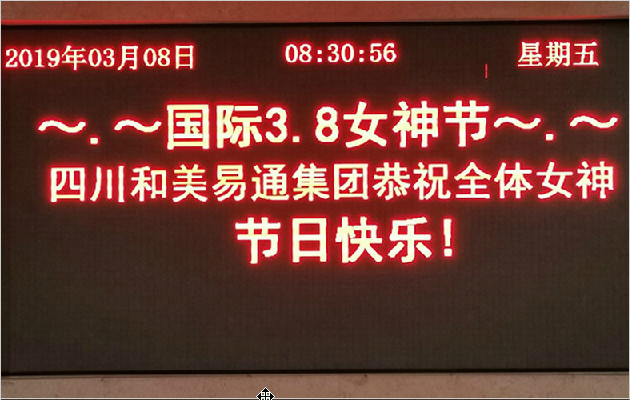 2019年03月08日 08:30:56 星期五
～.～国际3.8女神节～.～
四川和美易通集团恭祝全体女神
节日快乐!